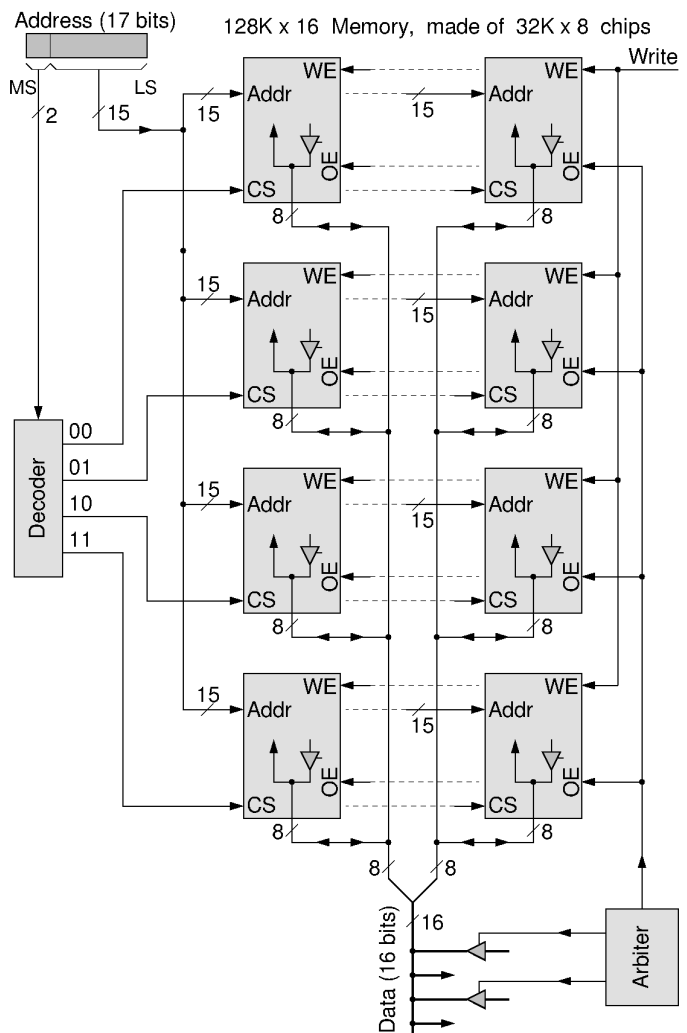 Address (17 bits)
128K x 16 Memory, made of 32K x 8 chips
MS
LS
2
15
Write
15
Addr
WE
OE
CS
8
15
Addr
WE
OE
CS
8
15
Addr
WE
OE
CS
8
15
Addr
WE
OE
CS
8
Decoder
00
01
10
11
15
Addr
WE
OE
CS
8
15
Addr
WE
OE
CS
8
15
Addr
WE
OE
CS
8
15
Addr
WE
OE
CS
8
8
8
16
Data (16 bits)
Arbiter